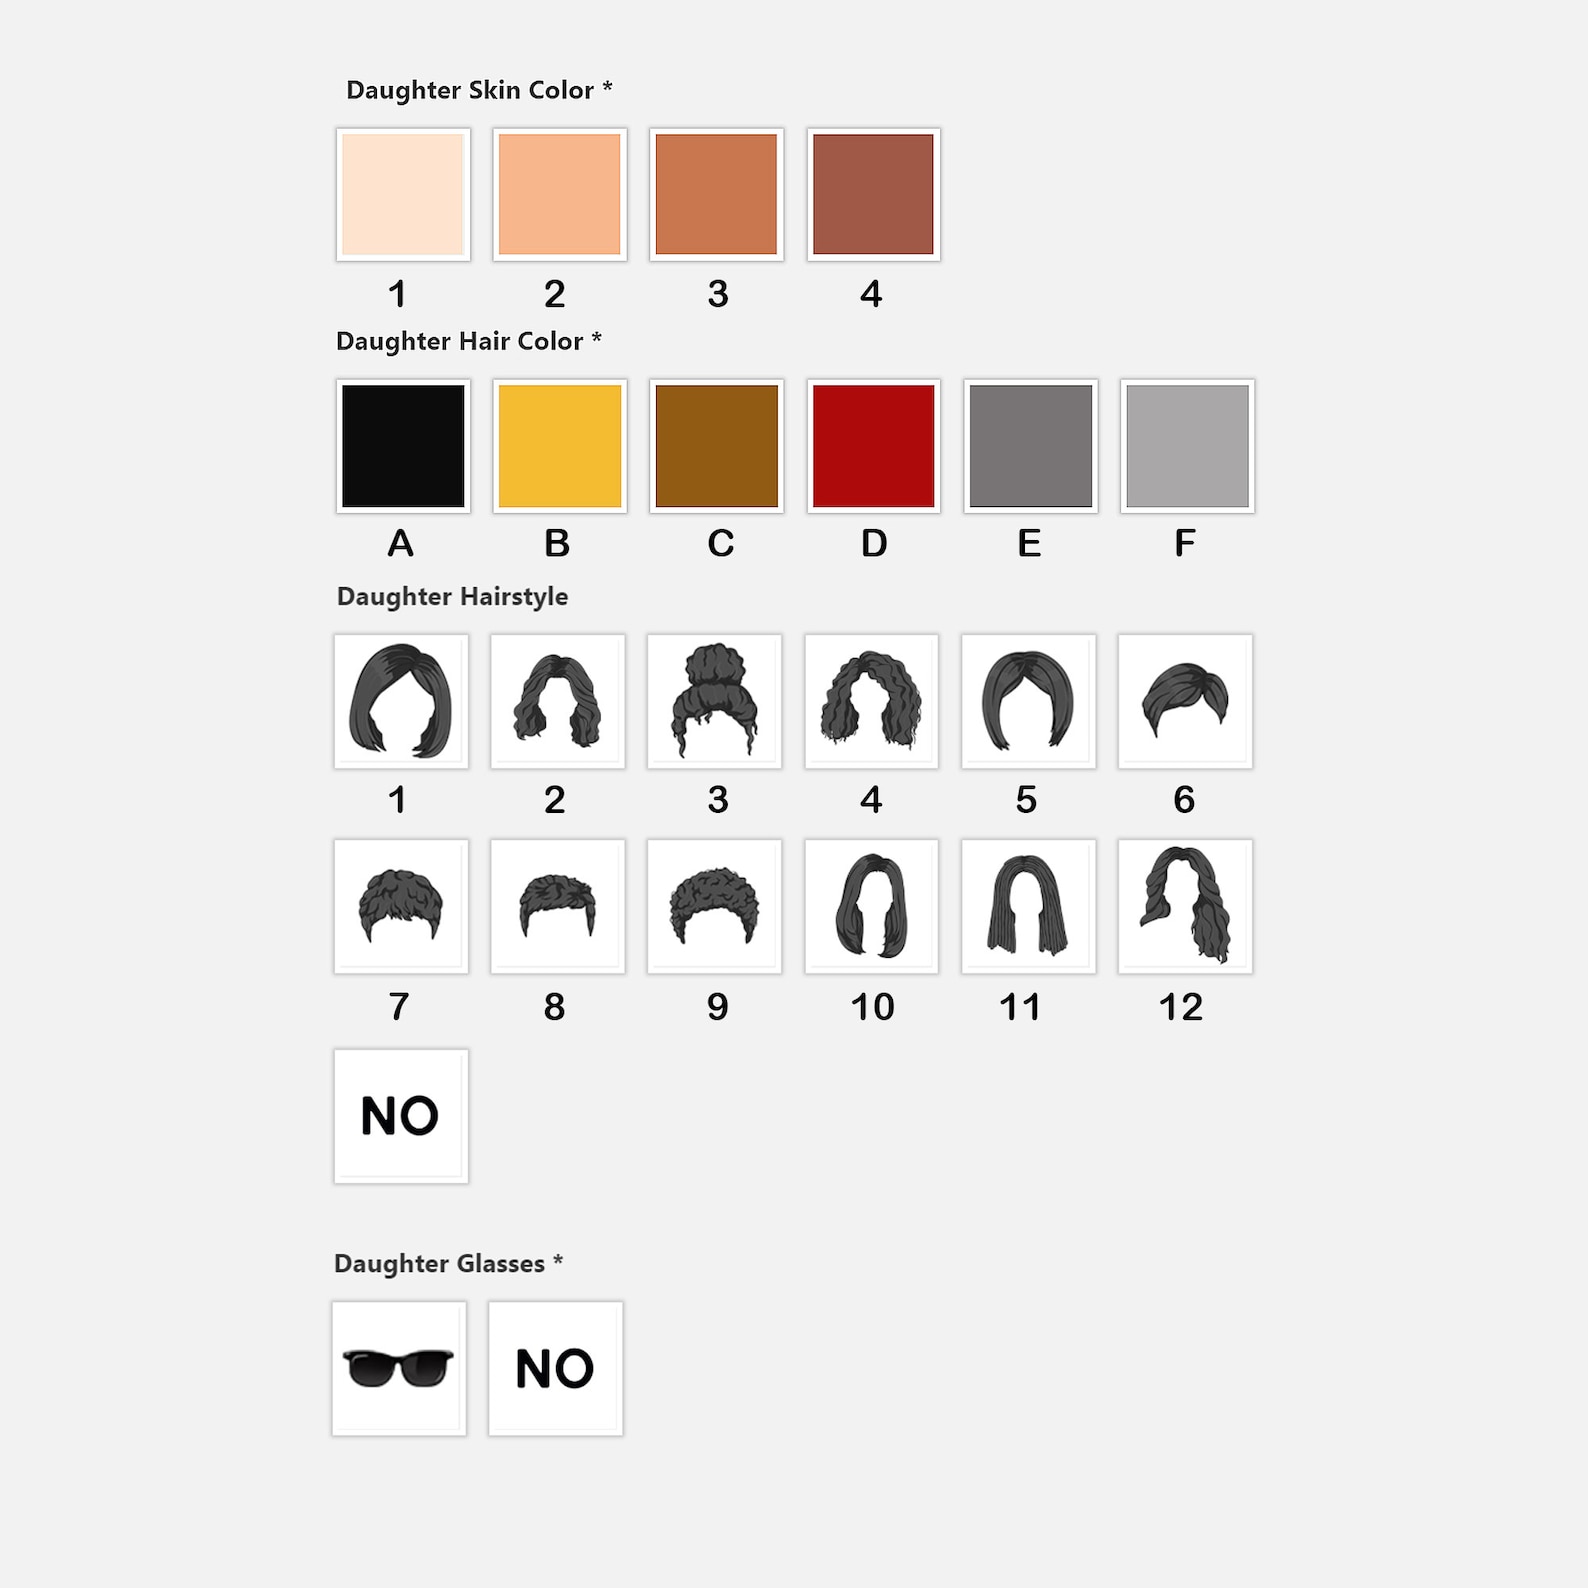 Daughter Skin Color *
1 2 3 4
Daughter Hair Color *
A B C D E F
Daughter Hairstyle
1 2 3 4 5 6
7 8 9 10 11 12
NO
Daughter Glasses *
NO